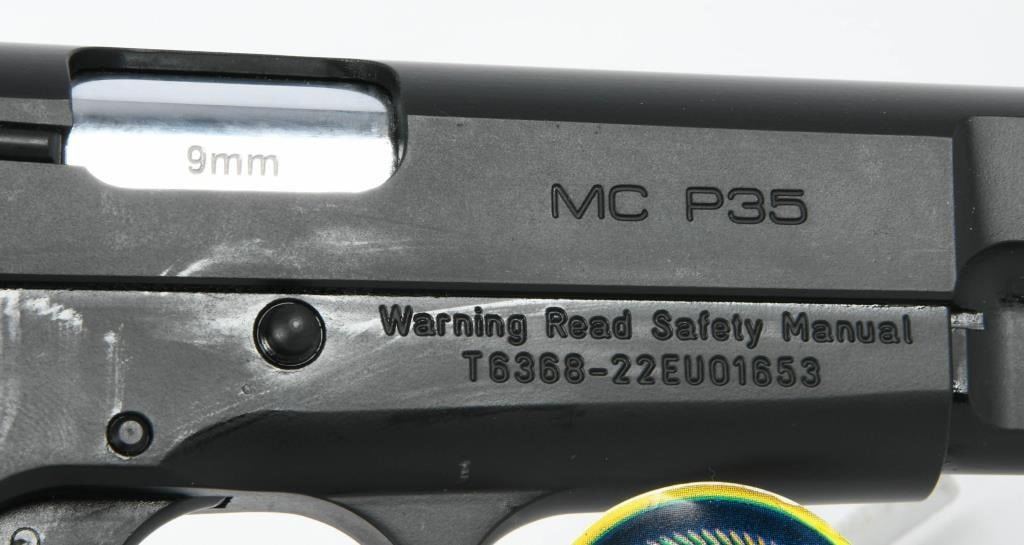 9mm
MC P35
Warning Read Safety Manual
T6368-22EU01653